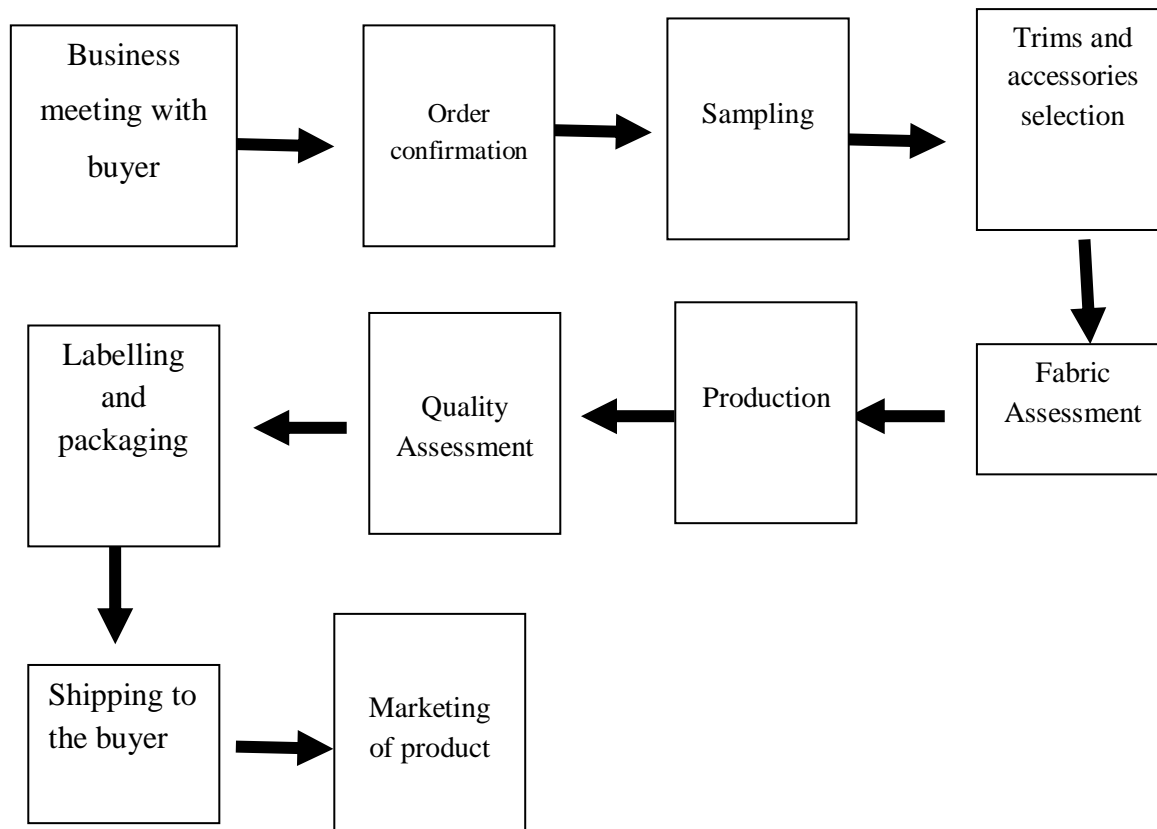 Business
meeting with
buyer
Order
confirmation
Sampling
Trims and
accessories
selection
Fabric
Assessment
Production
Quality
Assessment
Labelling
and
packaging
Shipping to
the buyer
Marketing
of product